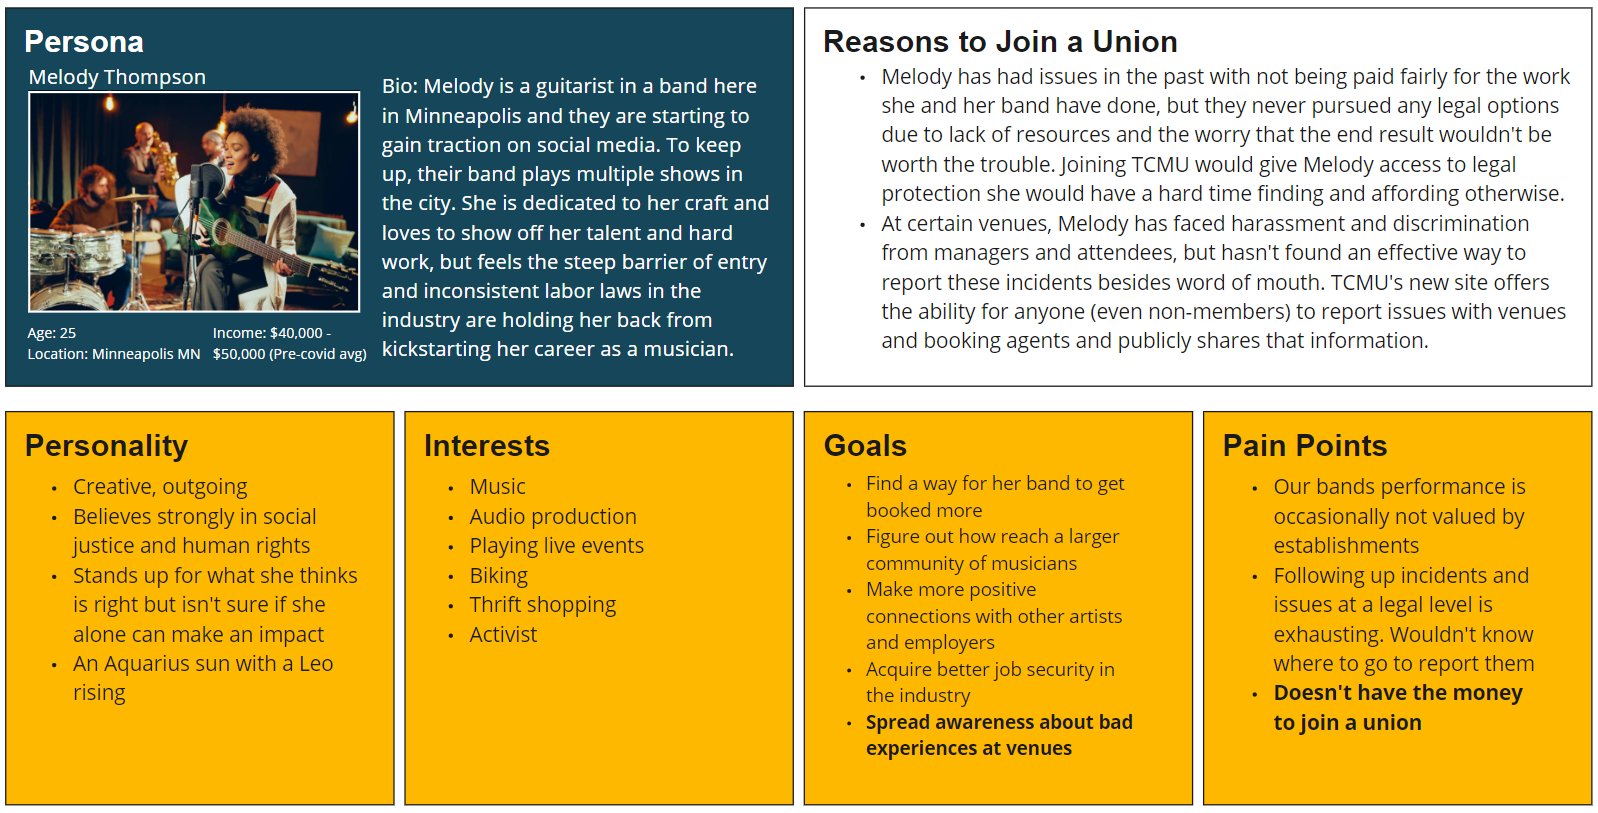 Persona
Melody Thompson
Age: 25
Location: Minneapolis MN
Income: $40,000 -
$50,000 (Pre-covid avg)
Bio: Melody is a guitarist in a band here
in Minneapolis and they are starting to
gain traction on social media. To keep
up, their band plays multiple shows in
the city. She is dedicated to her craft and
loves to show off her talent and hard
work, but feels the steep barrier of entry
and inconsistent labor laws in the
industry are holding her back from
kickstarting her career as a musician.
Reasons to Join a Union
• Melody has had issues in the past with not being paid fairly for the work
she and her band have done, but they never pursued any legal options
due to lack of resources and the worry that the end result wouldn't be
worth the trouble. Joining TCMU would give Melody access to legal
protection she would have a hard time finding and affording otherwise.
• At certain venues, Melody has faced harassment and discrimination
from managers and attendees, but hasn't found an effective way to
report these incidents besides word of mouth. TCMU's new site offers
the ability for anyone (even non-members) to report issues with venues
and booking agents and publicly shares that information.
Personality
• Creative, outgoing
• Believes strongly in social
justice and human rights
• Stands up for what she thinks
is right but isn't sure if she
alone can make an impact
• An Aquarius sun with a Leo
rising
Interests
• Music
• Audio production
• Playing live events
• Biking
• Thrift shopping
• Activist
Goals
• Find a way for her band to get
booked more
• Figure out how reach a larger
community of musicians
• Make more positive
connections with other artists
and employers
• Acquire better job security in
the industry
• Spread awareness about bad
experiences at venues
Pain Points
• Our bands performance is
occasionally not valued by
establishments
• Following up incidents and
issues at a legal level is
exhausting. Wouldn't know
where to go to report them
• Doesn't have the money
to join a union